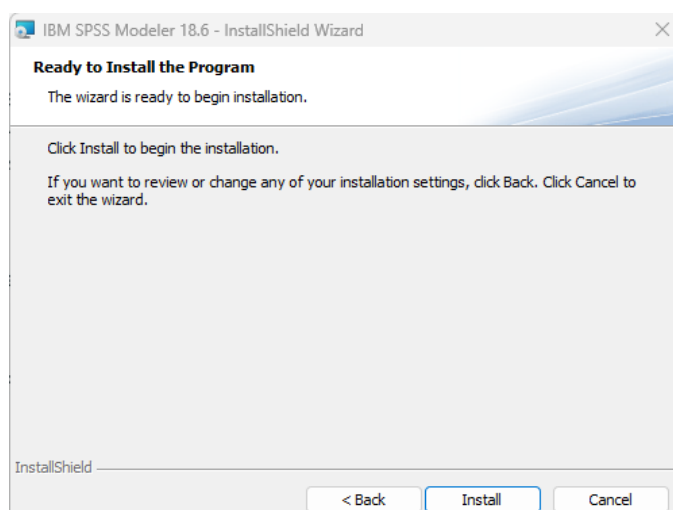 IBM SPSS Modeler 18.6 - InstallShield Wizard
Ready to Install the Program
The wizard is ready to begin installation.
Click Install to begin the installation.
If you want to review or change any of your installation settings, click Back. Click Cancel to
exit the wizard.
InstallShield
< Back Install Cancel